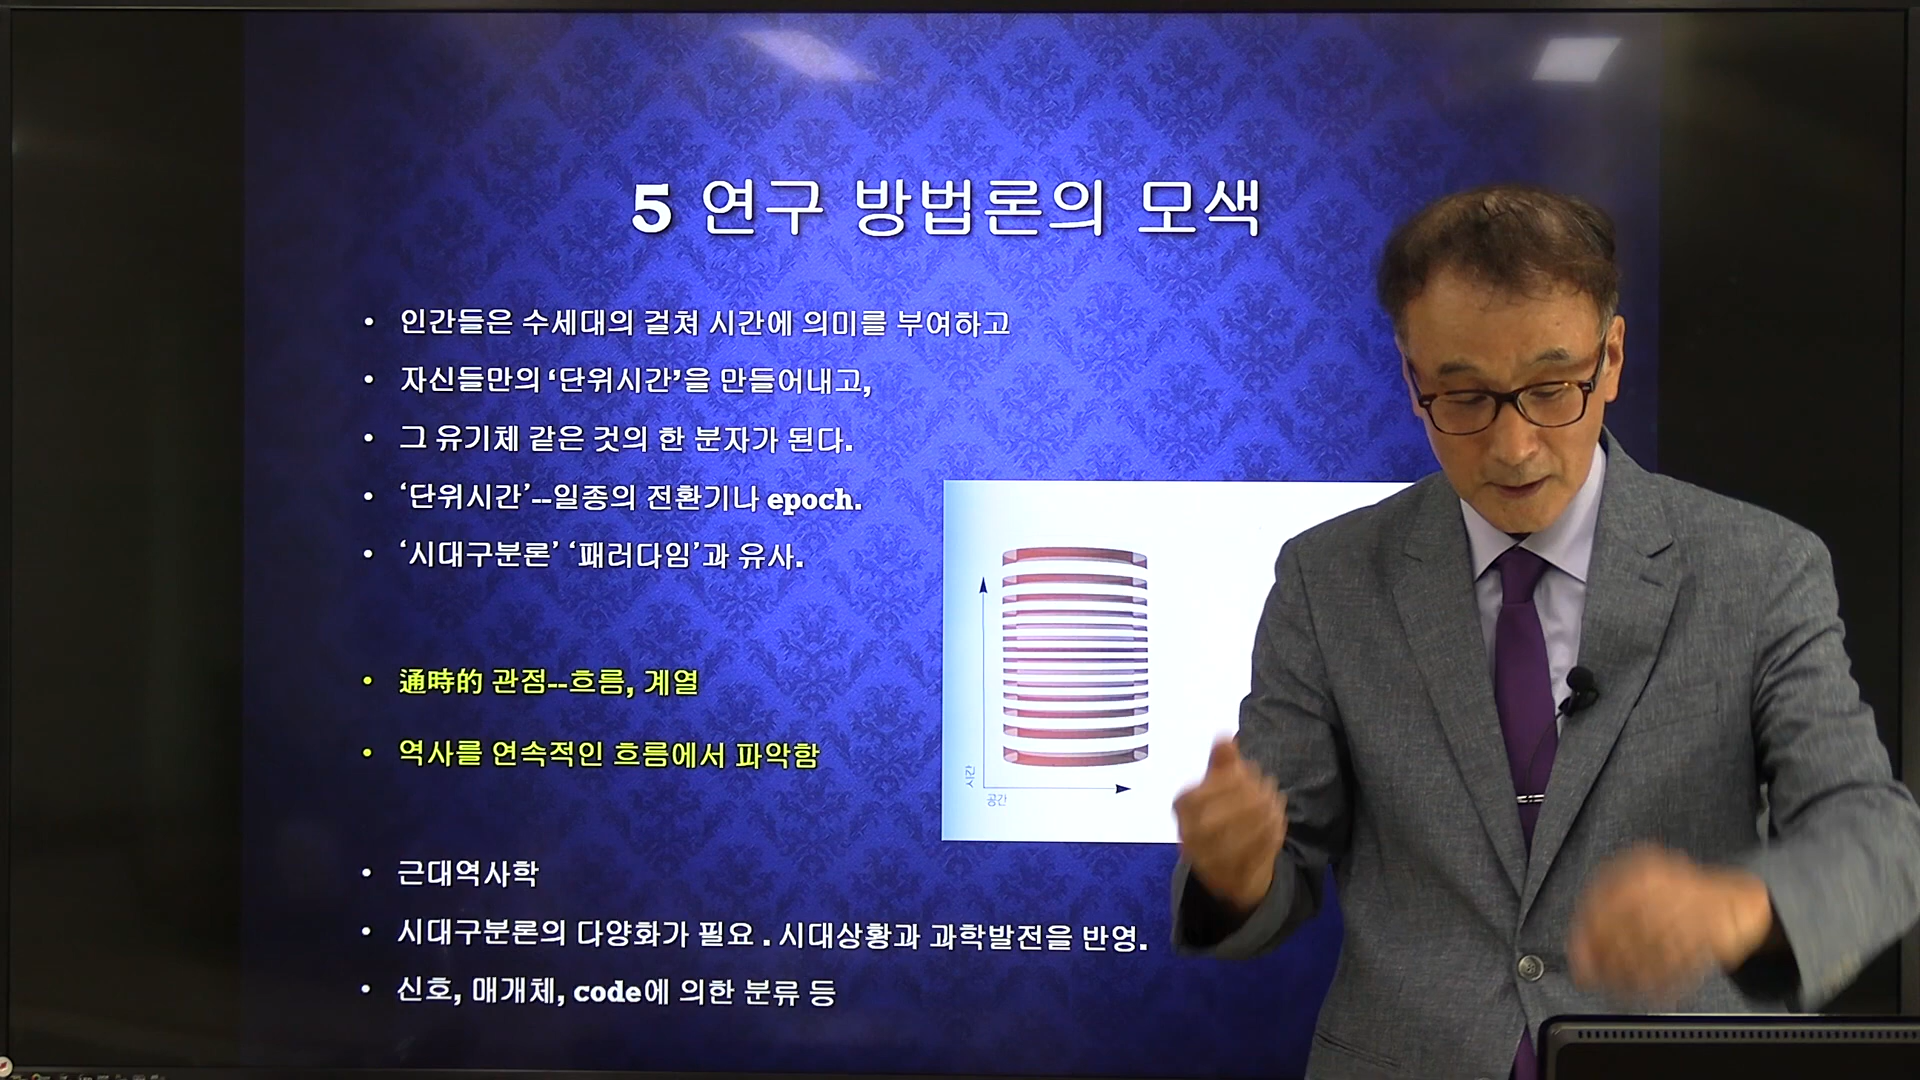 5 연구 방법론의 모색
• 인간들은 수세대의 걸쳐 시간에 의미를 부여하고
• 자신들만의 ‘단위시간’을 만들어내고,
• 그 유기체 같은 것의 한 분자가 된다.
• ‘단위시간’--일종의 전환기나 epoch.
• ‘시대구분론’ ‘패러다임’과 유사.
• 通時的 관점--흐름, 계열
• 역사를 연속적인 흐름에서 파악함
시간
공간
• 근대역사학
• 시대구분론의 다양화가 필요 . 시대상황과 과학발전을 반영.
• 신호, 매개체, code에 의한 분류 등